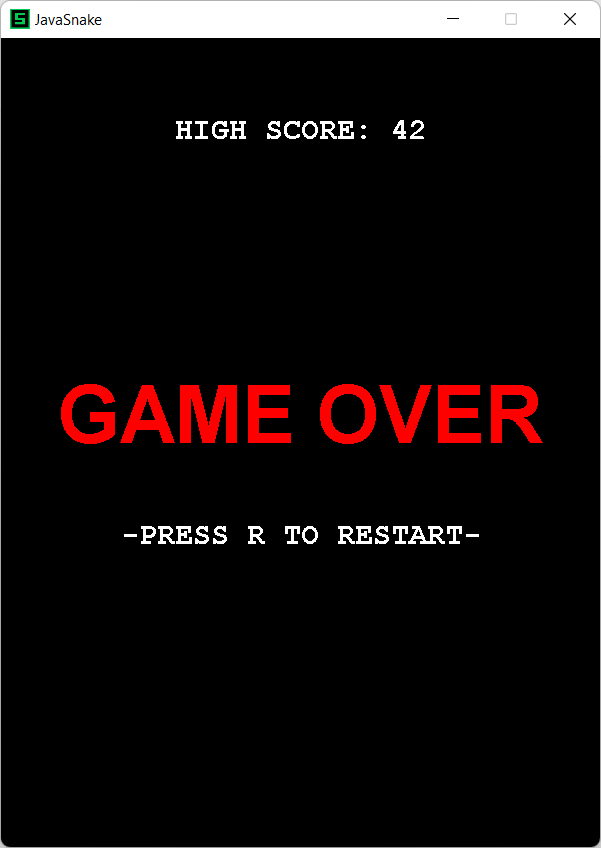 JavaSnake
HIGH SCORE: 42
GAME OVER
-PRESS R TO RESTART-